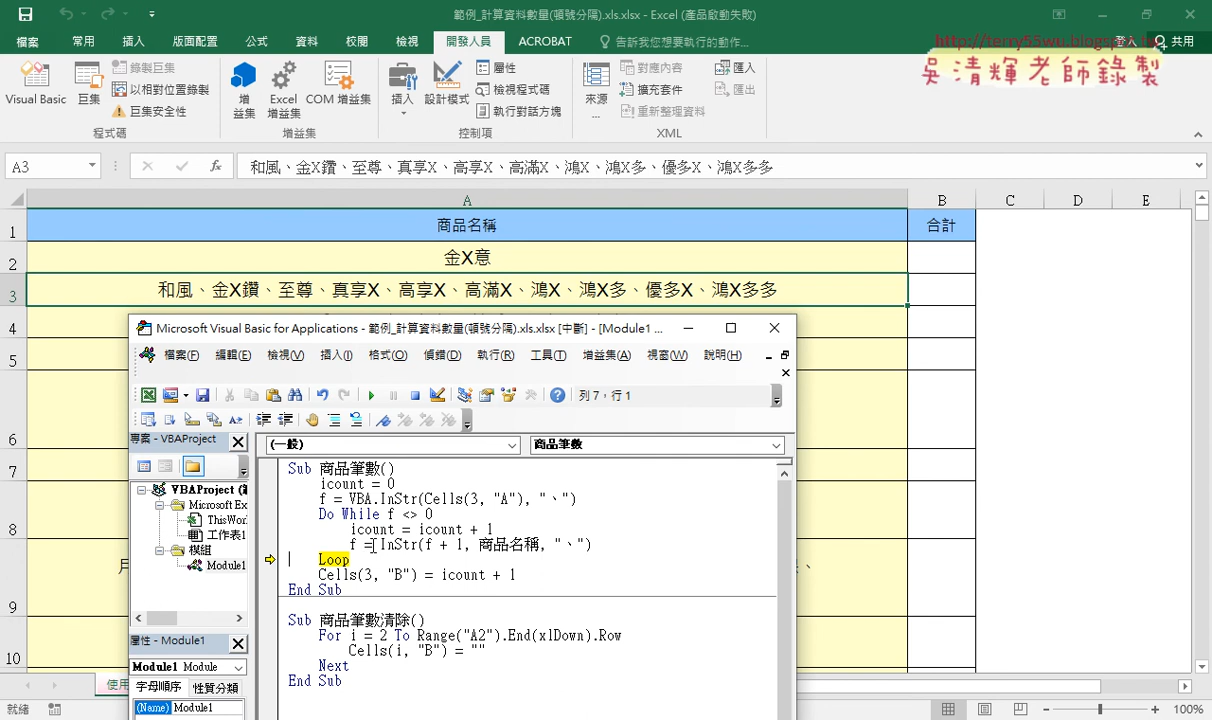 範例_計算資料數量(頓號分隔).xls.xlsx - Excel (產品啟動失敗)
檔案 常用 插入 版面配置 公式 資料 校閱 檢視 開發人員 ACROBAT 告訴我您想要執行的動作... 登入 共用
http://terry55wu.blogspot.tw
吳清輝老師錄製
Visual Basic 巨集 錄製巨集 以相對位置錄製 巨集安全性 增益集 Excel 增益集 COM 增益集 插入 設計模式 屬性 檢視程式碼 執行對話方塊 來源 ... 對應內容 擴充套件 重新整理資料 匯入 匯出
程式碼 增益集 控制項 XML
A3 fx 和風、金X鑽、至尊、真享X、高享X、高滿X、鴻X、鴻X多、優多X、鴻X多多
A B C D E
1 商品名稱 合計
2 金X意
3 和風、金X鑽、至尊、真享X、高享X、高滿X、鴻X、鴻X多、優多X、鴻X多多
4
5
6
7
8
9
10
Microsoft Visual Basic for Applications - 範例_計算資料數量(頓號分隔).xls.xlsx [中斷] - [Module1 ...
檔案(F) 編輯(E) 檢視(V) 插入(I) 格式(O) 偵錯(D) 執行(R) 工具(T) 增益集(A) 視窗(W) 說明(H)
列 7，行 1
專案 - VBAProject
VBAProject (
Microsoft Ex
ThisWor
工作表1
模組
Module1
屬性 - Module1
Module1 Module
字母順序 性質分類
(Name) Module1
(一般) 商品筆數
Sub 商品筆數()
icount = 0
f = VBA.InStr(Cells(3, "A"), "、")
Do While f <> 0
icount = icount + 1
f = InStr(f + 1, 商品名稱, "、")
Loop
Cells(3, "B") = icount + 1
End Sub
Sub 商品筆數清除()
For i = 2 To Range("A2").End(xlDown).Row
Cells(i, "B") = ""
Next
End Sub
就緒 100%